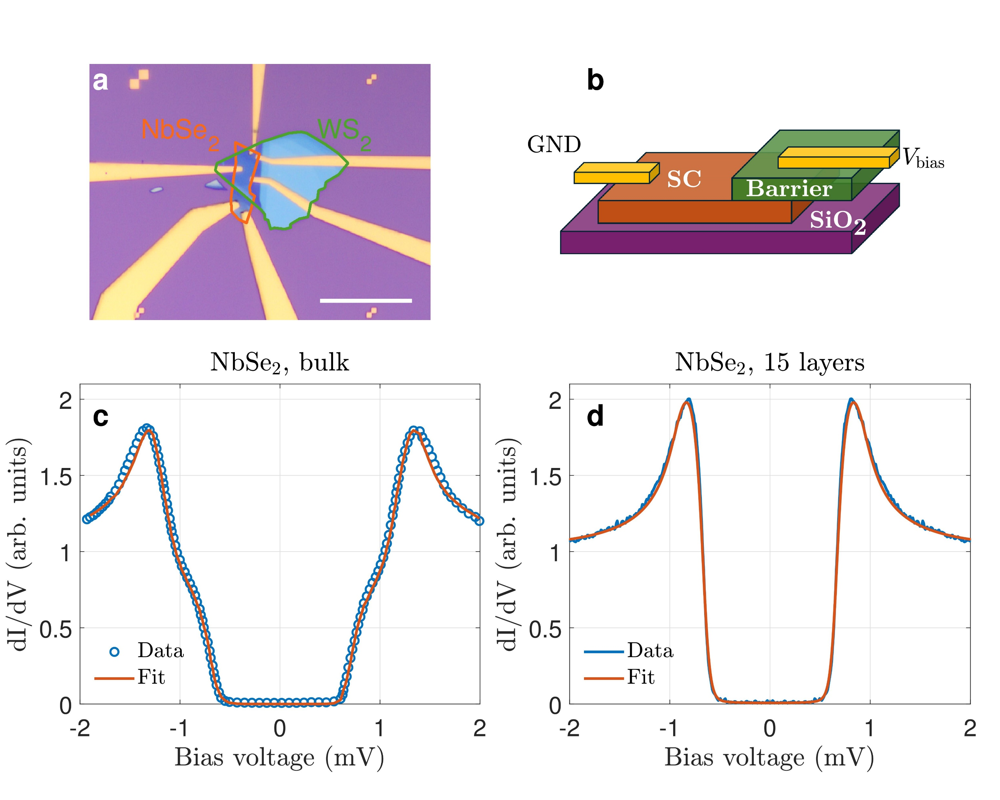 a
NbSe₂
WS₂
b
GND
SC
V_bias
Barrier
SiO₂
NbSe₂, bulk
c
dI/dV (arb. units)
2
1.5
1
0.5
0
Data
Fit
-2 -1 0 1 2
Bias voltage (mV)
NbSe₂, 15 layers
d
dI/dV (arb. units)
2
1.5
1
0.5
0
Data
Fit
-2 -1 0 1 2
Bias voltage (mV)